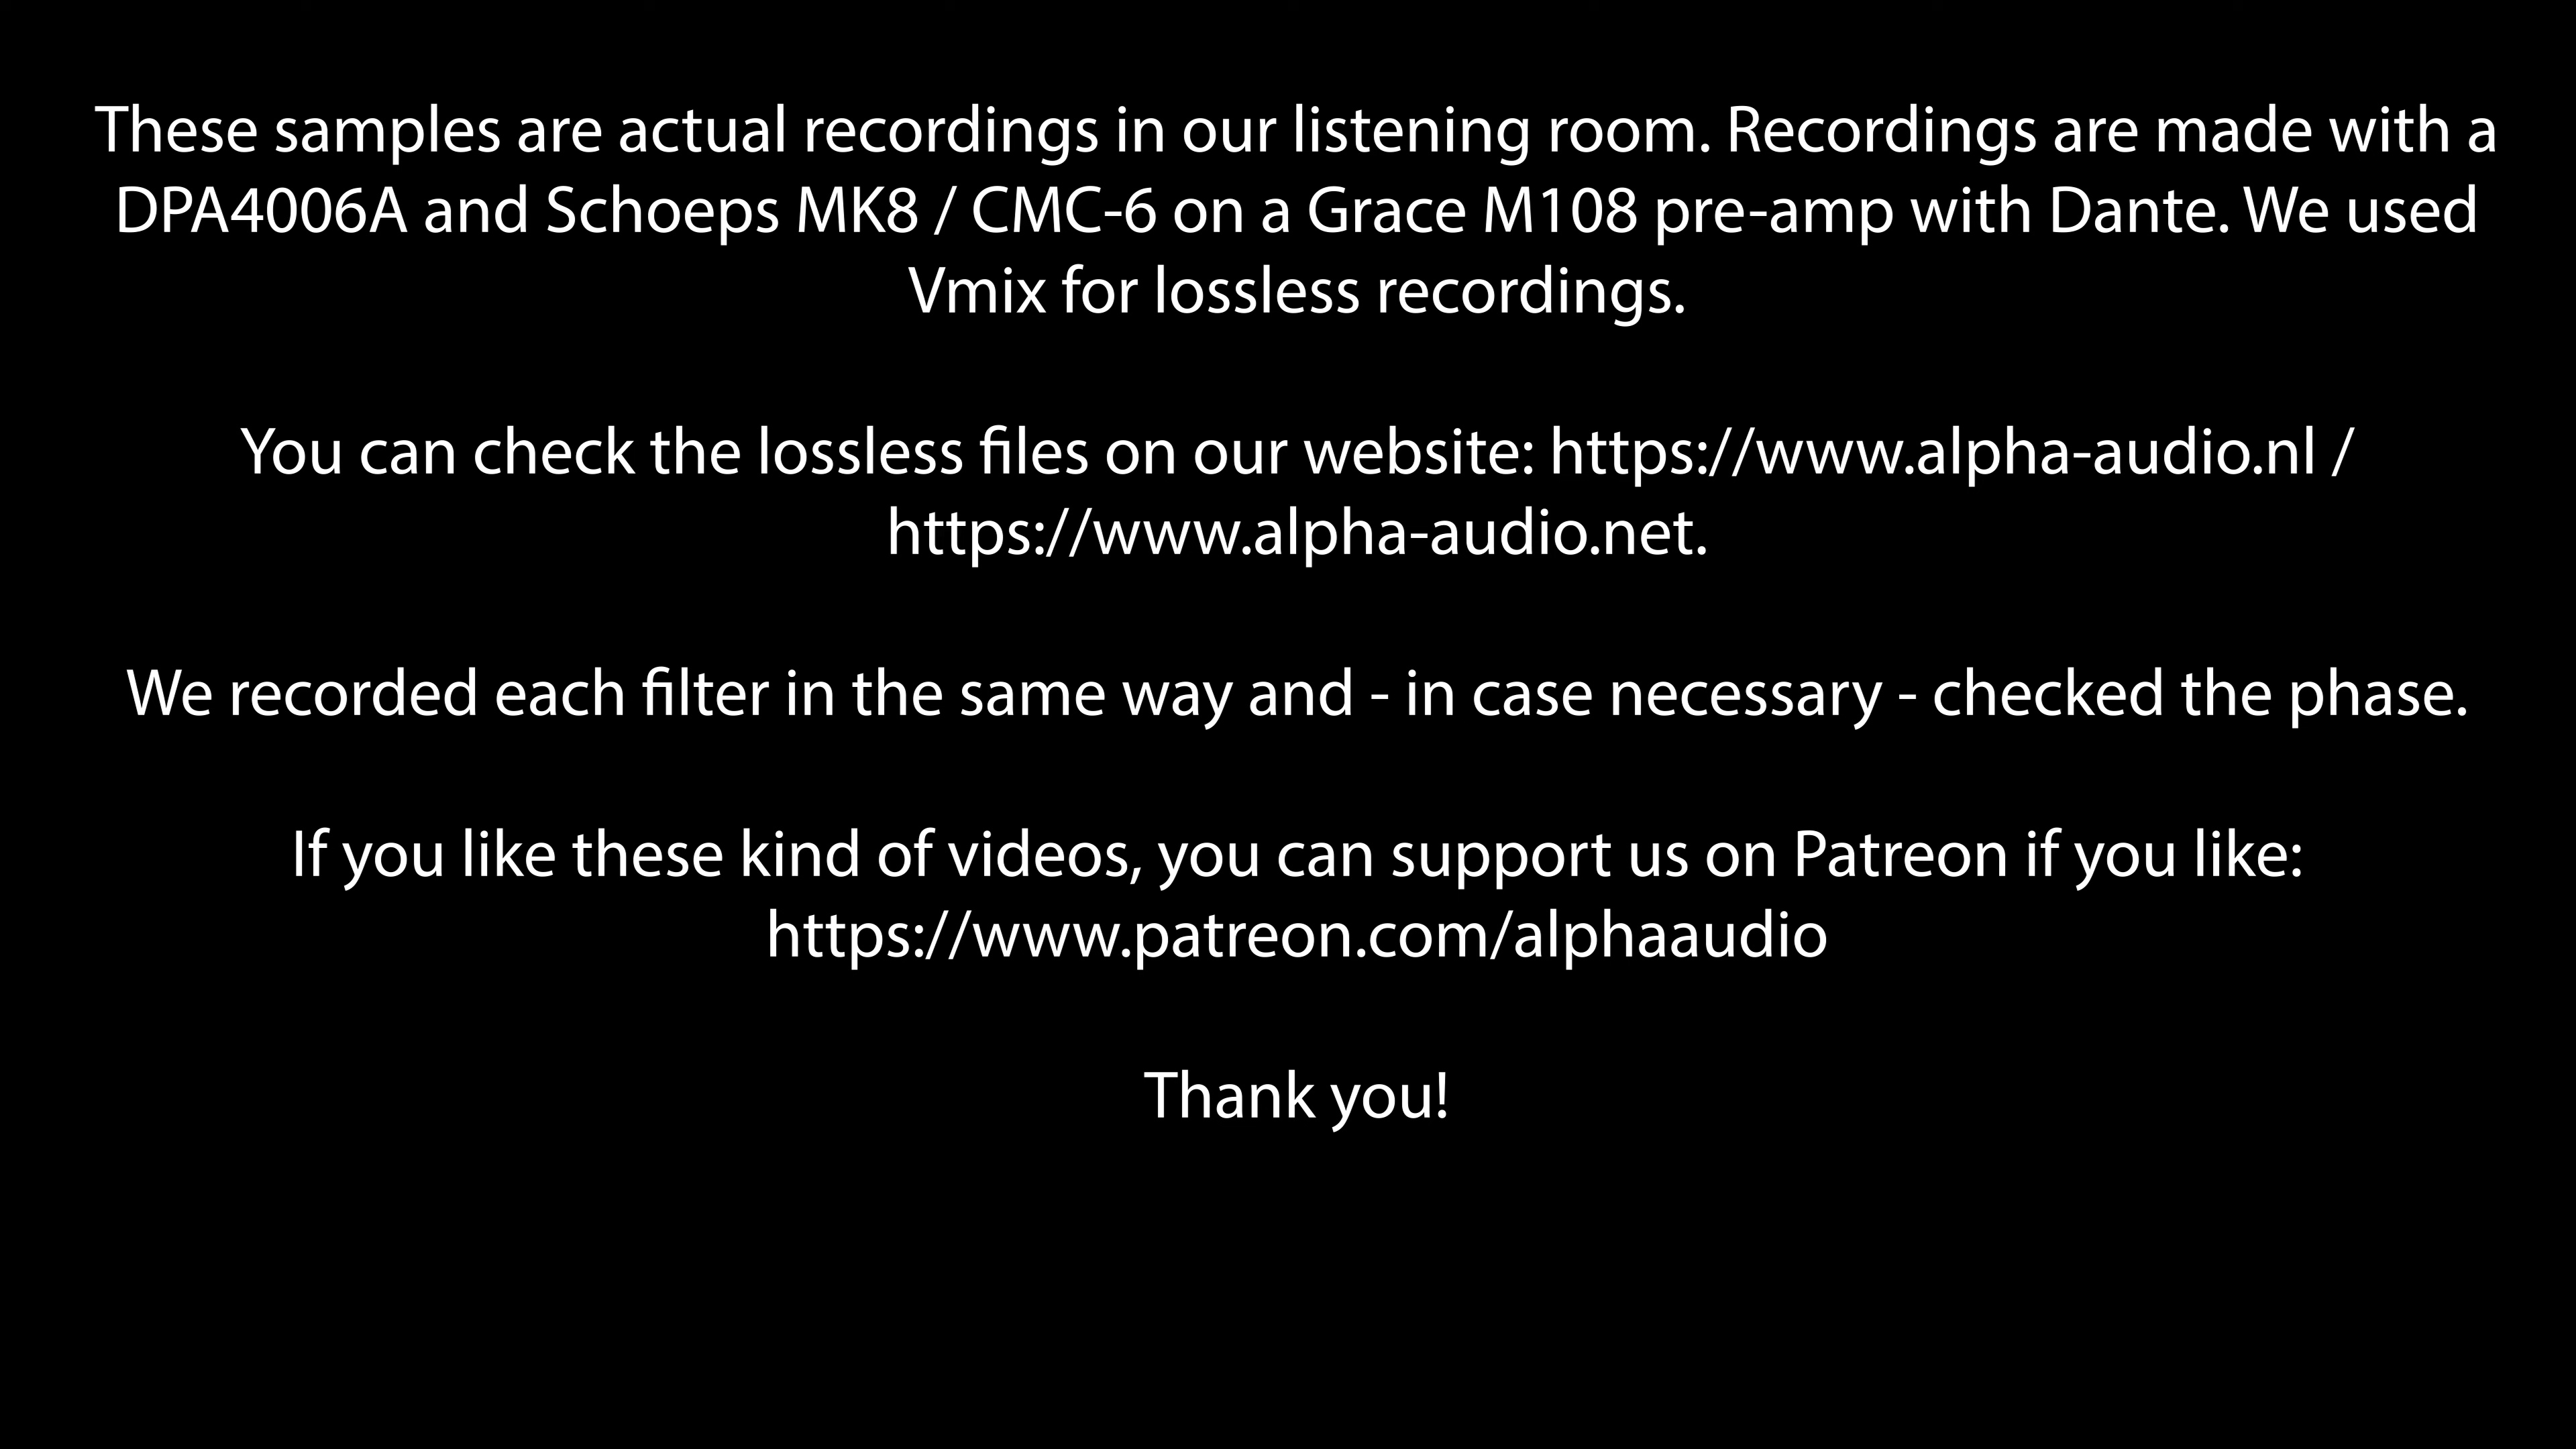 These samples are actual recordings in our listening room. Recordings are made with a
DPA4006A and Schoeps MK8 / CMC-6 on a Grace M108 pre-amp with Dante. We used
Vmix for lossless recordings.
You can check the lossless files on our website: https://www.alpha-audio.nl /
https://www.alpha-audio.net.
We recorded each filter in the same way and - in case necessary - checked the phase.
If you like these kind of videos, you can support us on Patreon if you like:
https://www.patreon.com/alphaaudio
Thank you!